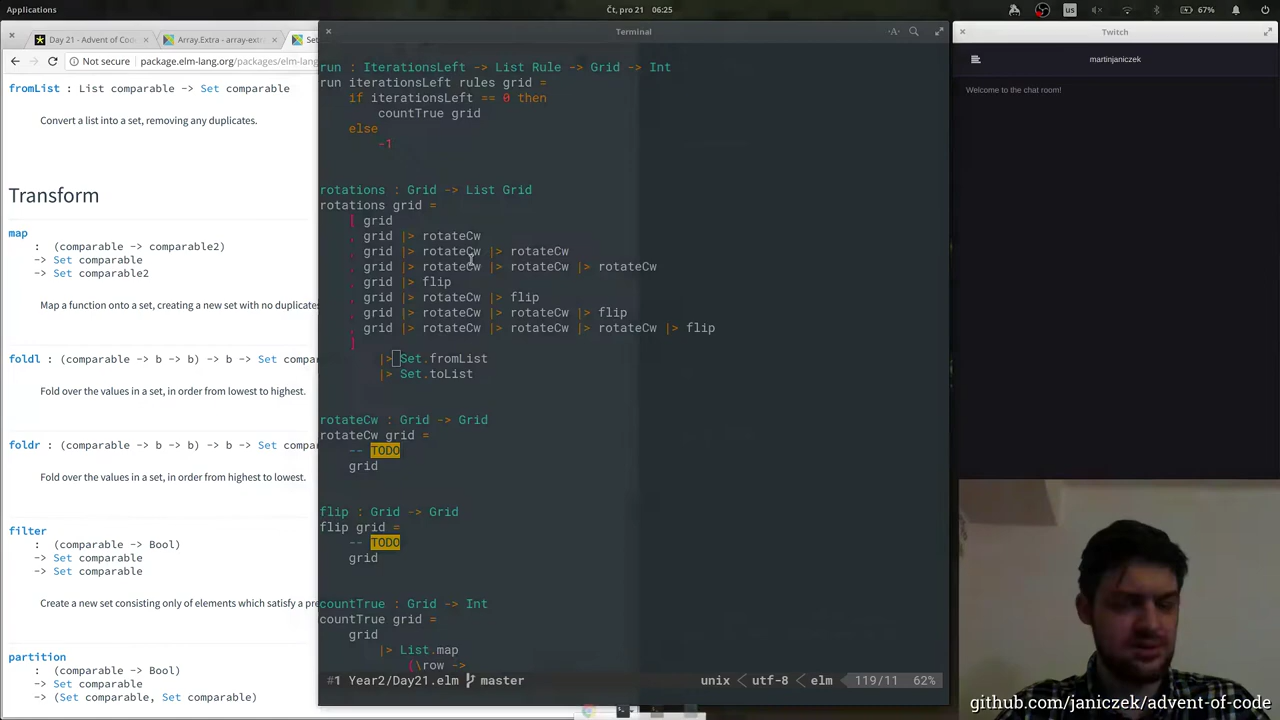 Applications
Čt, pro 21 06:25
us
67%
Day 21 - Advent of Code
Array.Extra - array-extra
Set
Not secure
package.elm-lang.org/packages/elm-lang
fromList : List comparable -> Set comparable
Convert a list into a set, removing any duplicates.
Transform
map
: (comparable -> comparable2)
-> Set comparable
-> Set comparable2
Map a function onto a set, creating a new set with no duplicates
foldl : (comparable -> b -> b) -> b -> Set compa
Fold over the values in a set, in order from lowest to highest.
foldr : (comparable -> b -> b) -> b -> Set compa
Fold over the values in a set, in order from highest to lowest.
filter
: (comparable -> Bool)
-> Set comparable
-> Set comparable
Create a new set consisting only of elements which satisfy a pre
partition
: (comparable -> Bool)
-> Set comparable
-> (Set comparable, Set comparable)
Terminal
run : IterationsLeft -> List Rule -> Grid -> Int
run iterationsLeft rules grid =
if iterationsLeft == 0 then
countTrue grid
else
-1
rotations : Grid -> List Grid
rotations grid =
[ grid
, grid |> rotateCw
, grid |> rotateCw |> rotateCw
, grid |> rotateCw |> rotateCw |> rotateCw
, grid |> flip
, grid |> rotateCw |> flip
, grid |> rotateCw |> rotateCw |> flip
, grid |> rotateCw |> rotateCw |> rotateCw |> flip
]
|> Set.fromList
|> Set.toList
rotateCw : Grid -> Grid
rotateCw grid =
-- TODO
grid
flip : Grid -> Grid
flip grid =
-- TODO
grid
countTrue : Grid -> Int
countTrue grid =
grid
|> List.map
(\row ->
#1 Year2/Day21.elm master
unix < utf-8 < elm 119/11 62%
Twitch
martinjaniczek
Welcome to the chat room!
github.com/janiczek/advent-of-code